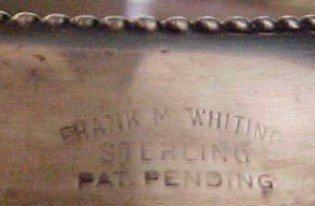 FRANK M WHITING
STERLING
PAT. PENDING